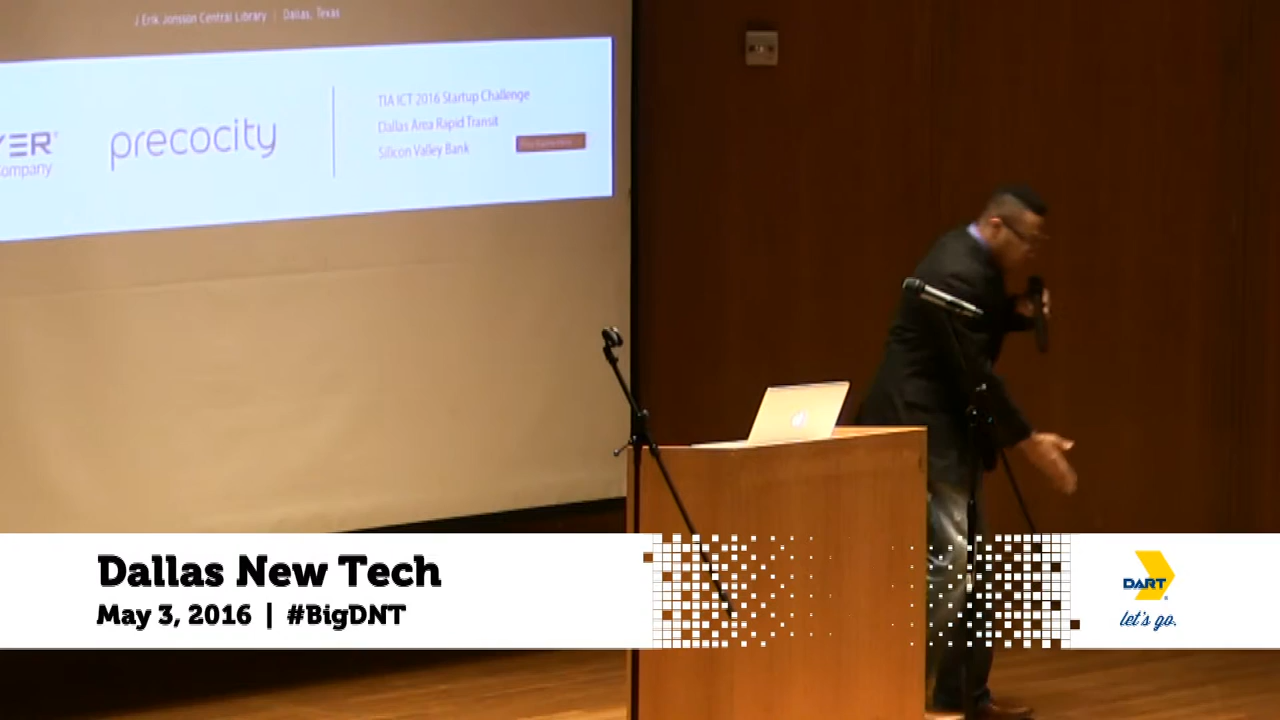 J Erik Jonsson Central Library | Dallas, Texas
YER
Company
precocity
TIA ICT 2016 Startup Challenge
Dallas Area Rapid Transit
Silicon Valley Bank
Dallas New Tech
May 3, 2016 | #BigDNT
DART
let's go.